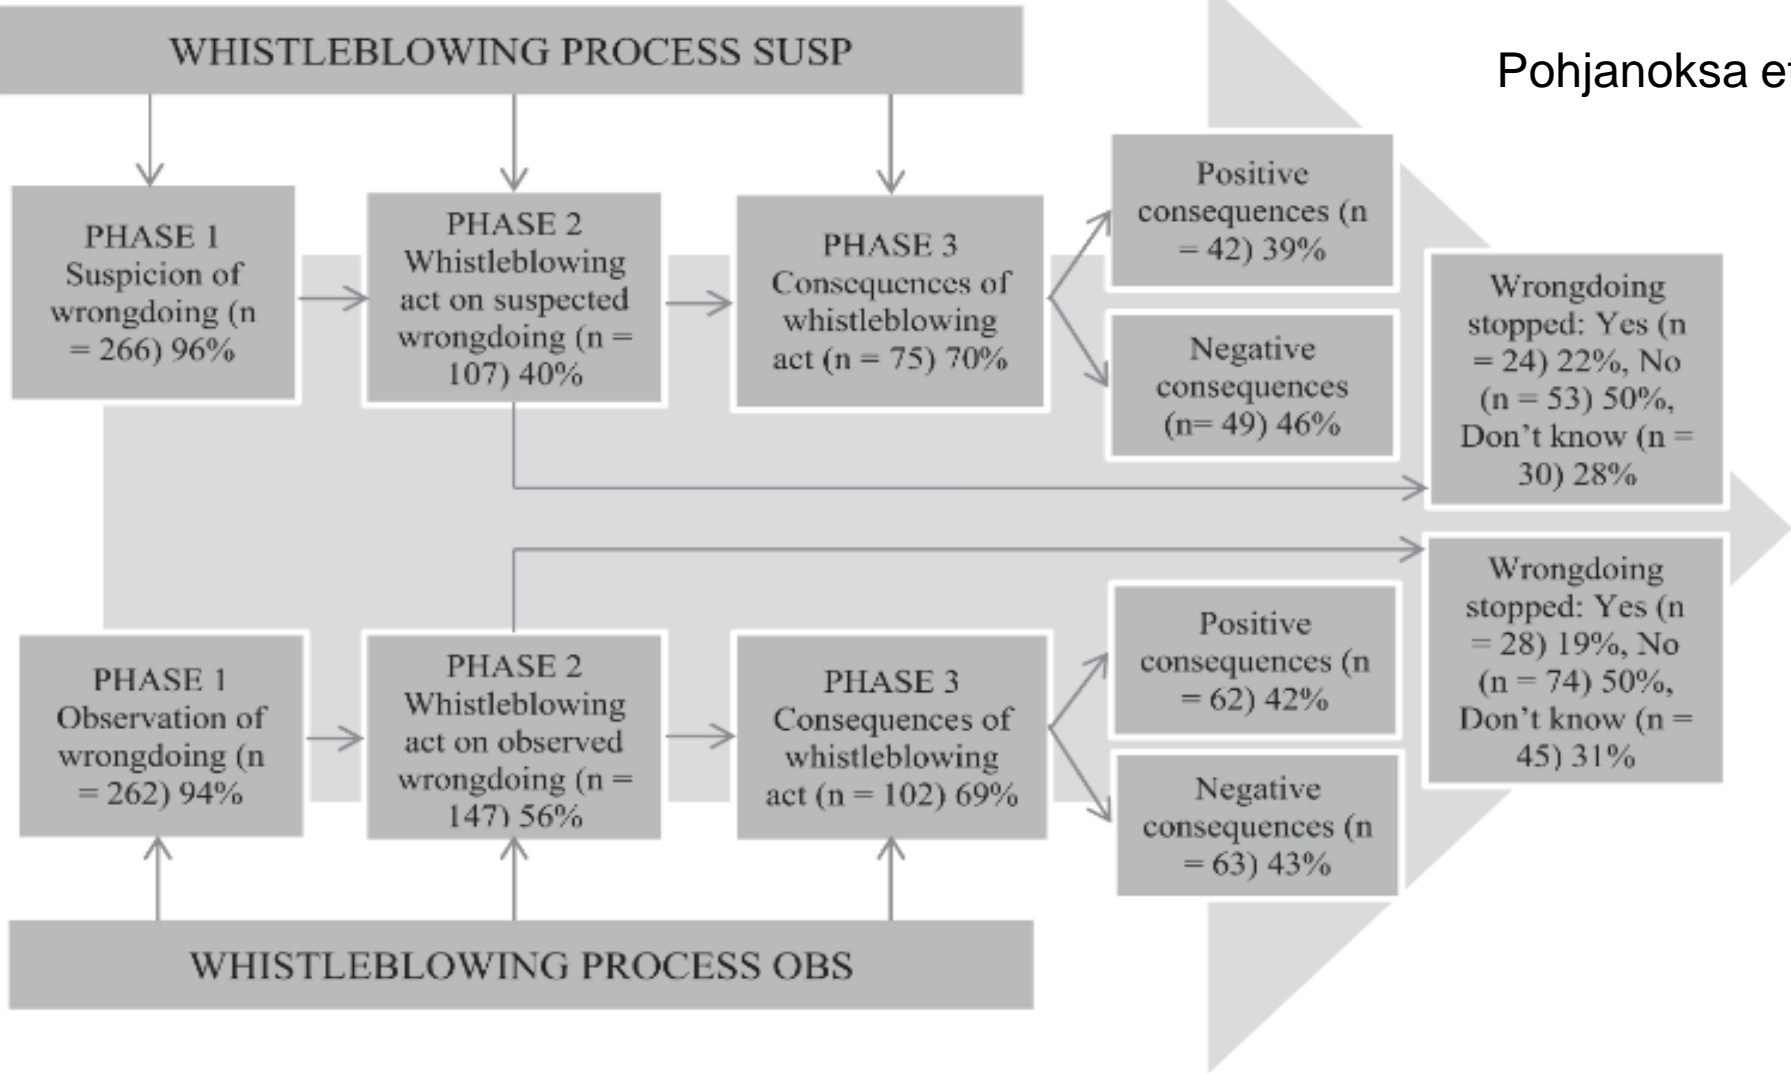 WHISTLEBLOWING PROCESS SUSP
Pohjanoksa
PHASE 1
Suspicion of
wrongdoing (n
= 266) 96%
PHASE 2
Whistleblowing
act on suspected
wrongdoing (n =
107) 40%
PHASE 3
Consequences of
whistleblowing
act (n = 75) 70%
Positive
consequences (n
= 42) 39%
Negative
consequences
(n= 49) 46%
Wrongdoing
stopped: Yes (n
= 24) 22%, No
(n = 53) 50%,
Don’t know (n =
30) 28%
PHASE 1
Observation of
wrongdoing (n
= 262) 94%
PHASE 2
Whistleblowing
act on observed
wrongdoing (n =
147) 56%
PHASE 3
Consequences of
whistleblowing
act (n = 102) 69%
Positive
consequences (n
= 62) 42%
Negative
consequences (n
= 63) 43%
Wrongdoing
stopped: Yes (n
= 28) 19%, No
(n = 74) 50%,
Don’t know (n =
45) 31%
WHISTLEBLOWING PROCESS OBS